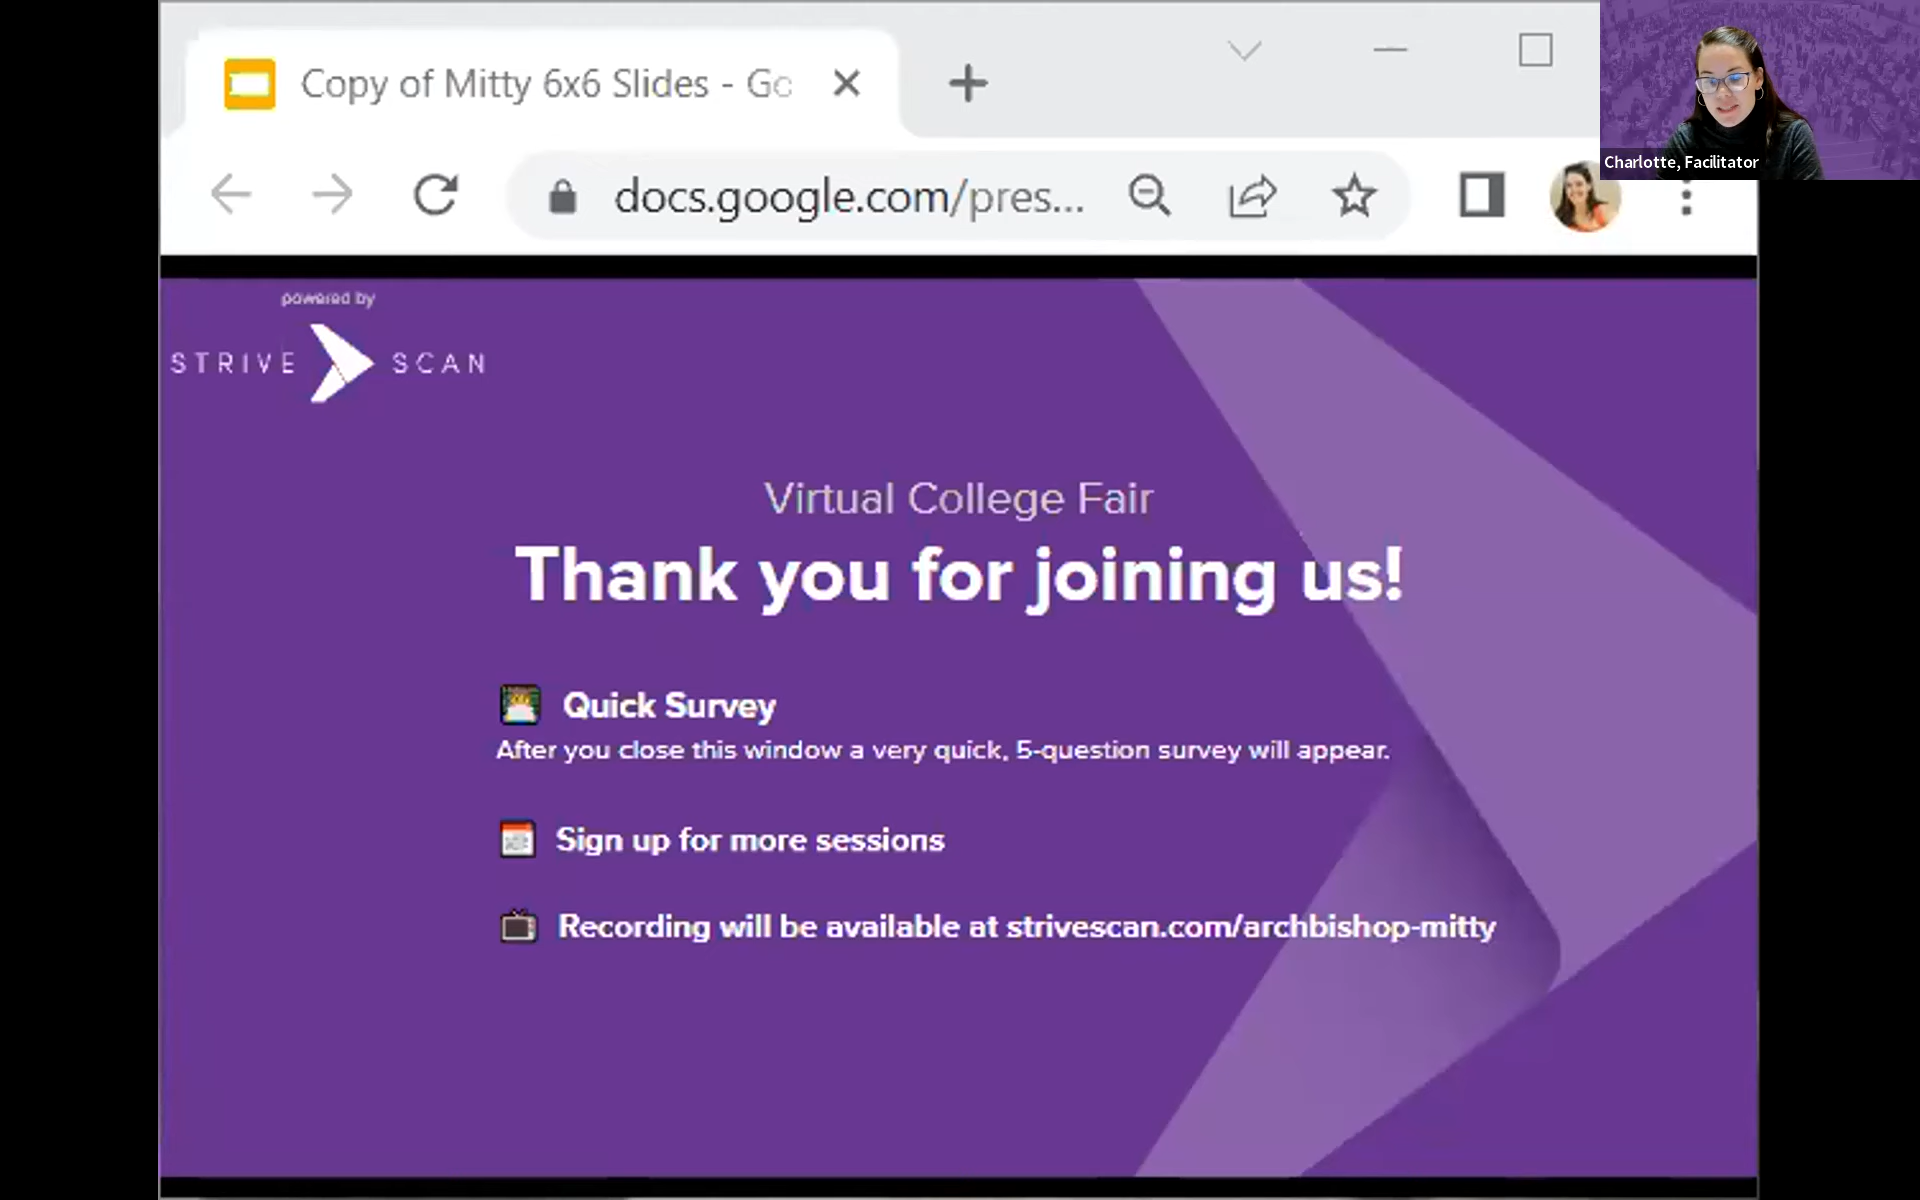 Copy of Mitty 6x6 Slides - Go
Charlotte, Facilitator
docs.google.com/pres...
powered by
STRIVE SCAN
Virtual College Fair
Thank you for joining us!
Quick Survey
After you close this window a very quick, 5-question survey will appear.
Sign up for more sessions
Recording will be available at strivescan.com/archbishop-mitty